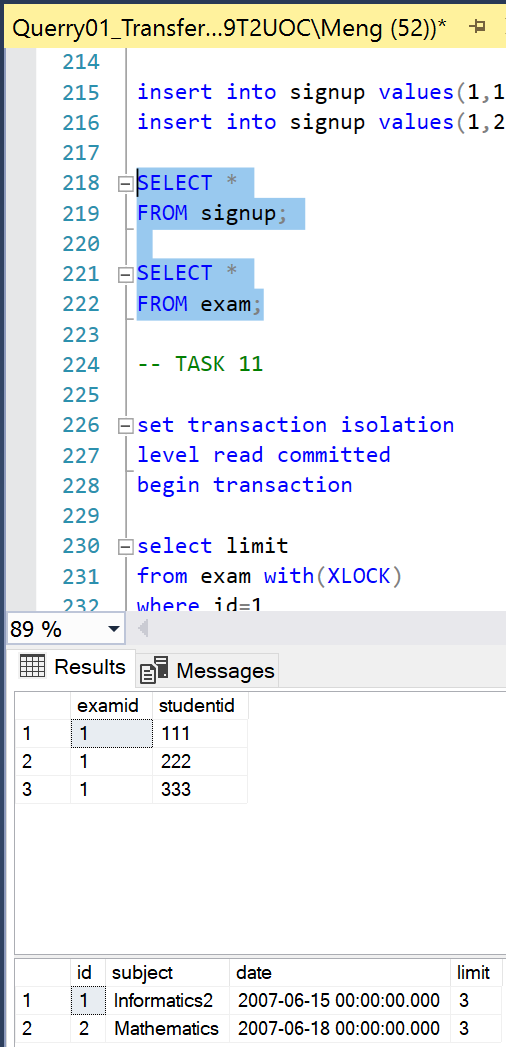 Querry01_Transfer...9T2UOC\Meng (52))*
214
215 insert into signup values(1,1
216 insert into signup values(1,2
217
218 SELECT *
219 FROM signup;
220
221 SELECT *
222 FROM exam;
223
224 -- TASK 11
225
226 set transaction isolation
227 level read committed
228 begin transaction
229
230 select limit
231 from exam with(XLOCK)
232 where id=1
89 %
Results Messages
examid studentid
1 1 111
2 1 222
3 1 333
id subject date limit
1 1 Informatics2 2007-06-15 00:00:00.000 3
2 2 Mathematics 2007-06-18 00:00:00.000 3